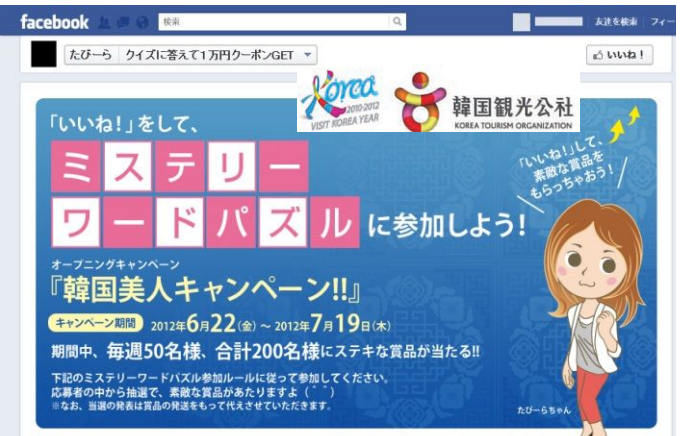 facebook
検索
友達を検索 フィー
たびーら クイズに答えて1万円クーポンGET
いいね！
Korea
2010-2012
VISIT KOREA YEAR
韓国観光公社
KOREA TOURISM ORGANIZATION
「いいね！」をして、
ミステリー
ワードパズルに参加しよう！
「いいね！」して、
素敵な賞品を
もらっちゃおう！
オープニングキャンペーン
『韓国美人キャンペーン!!』
キャンペーン期間 2012年6月22(金) ～ 2012年7月19日(木)
期間中、毎週50名様、合計200名様にステキな賞品が当たる!!
下記のミステリーワードパズル参加ルールに従って参加してください。
応募者の中から抽選で、素敵な賞品があたりますよ（＾＾）
※なお、当選の発表は賞品の発送をもって代えさせていただきます。
たびーらちゃん